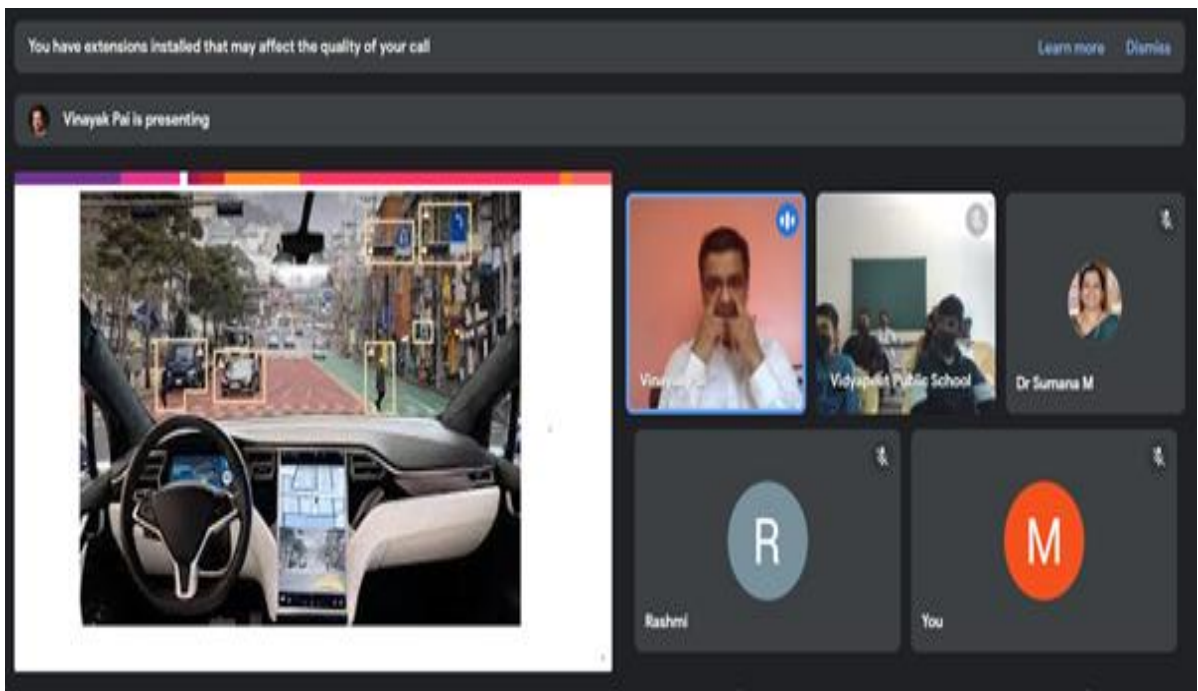 You have extensions installed that may affect the quality of your call
Learn more Dismiss
Vinayak Pai is presenting
Vidyapeeth Public School
Dr Sumana M
R
Rashmi
M
You